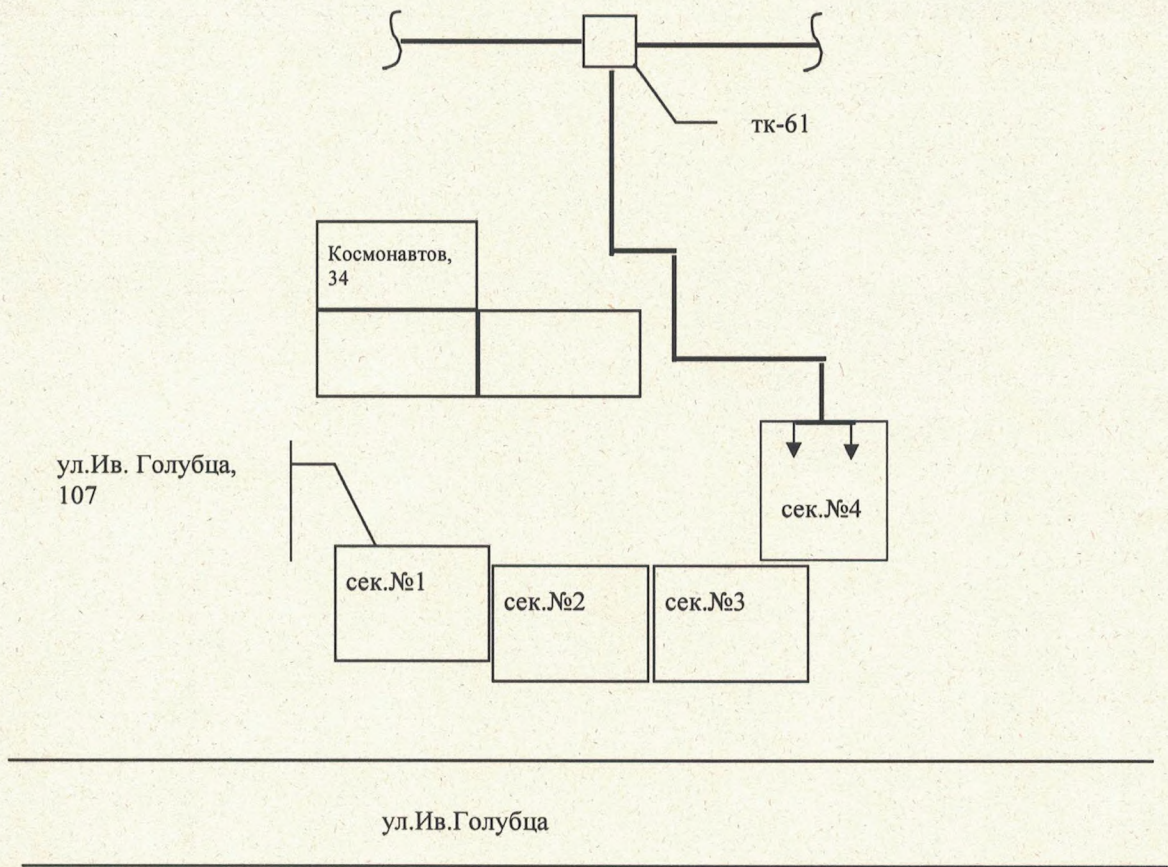 тк-61
Космонавтов,
34
ул.Ив. Голубца,
107
сек.№4
сек.№1
сек.№2
сек.№3
ул.Ив.Голубца